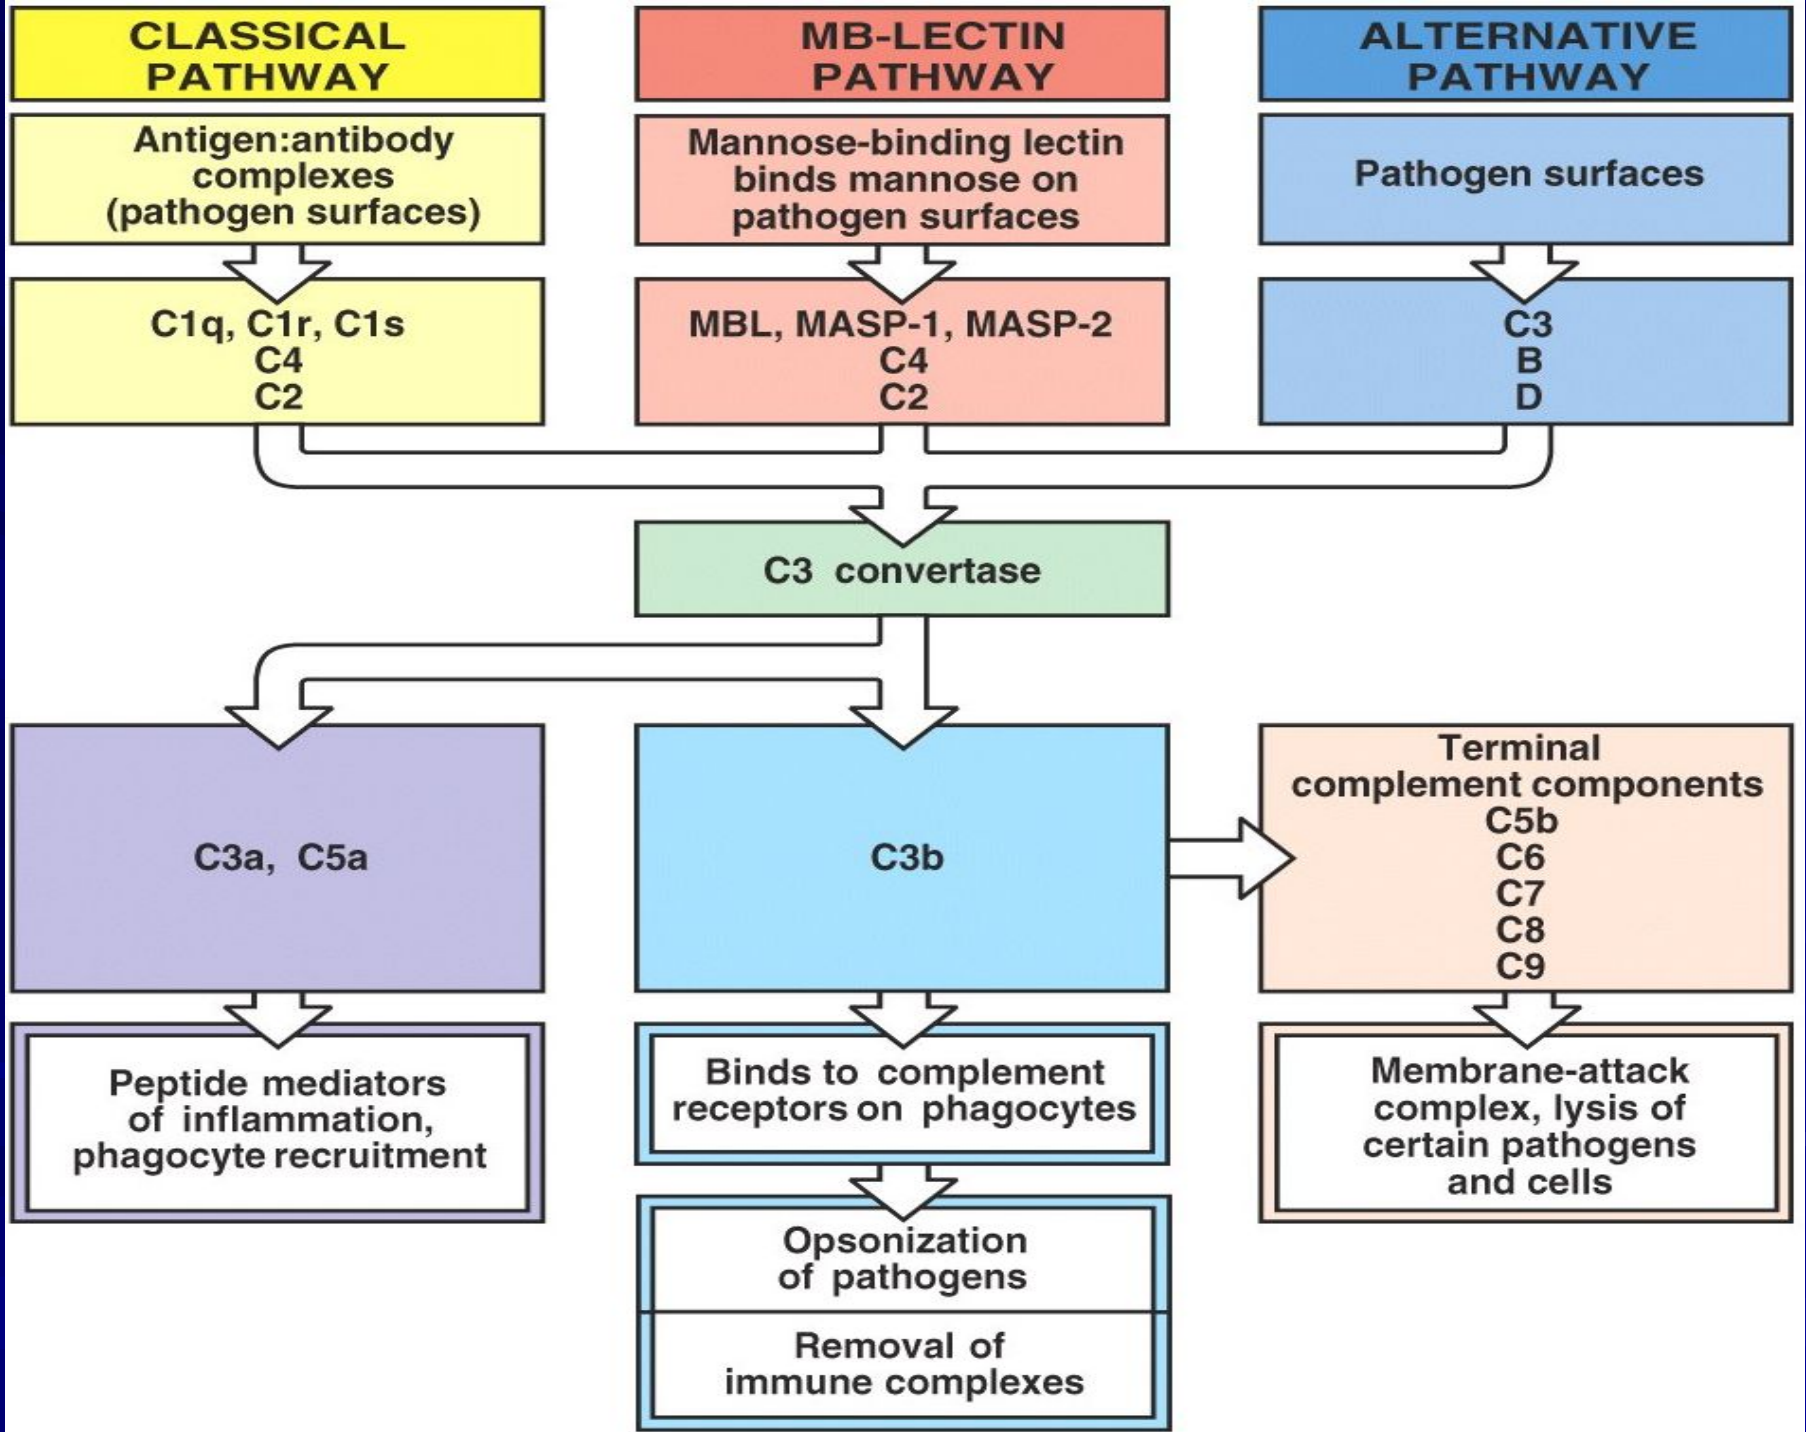 CLASSICAL
PATHWAY
MB-LECTIN
PATHWAY
ALTERNATIVE
PATHWAY
Antigen:antibody
complexes
(pathogen surfaces)
Mannose-binding lectin
binds mannose on
pathogen surfaces
Pathogen surfaces
C1q, C1r, C1s
C4
C2
MBL, MASP-1, MASP-2
C4
C2
C3
B
D
C3 convertase
C3a, C5a
C3b
Terminal
complement components
C5b
C6
C7
C8
C9
Peptide mediators
of inflammation,
phagocyte recruitment
Binds to complement
receptors on phagocytes
Membrane-attack
complex, lysis of
certain pathogens
and cells
Opsonization
of pathogens
Removal of
immune complexes